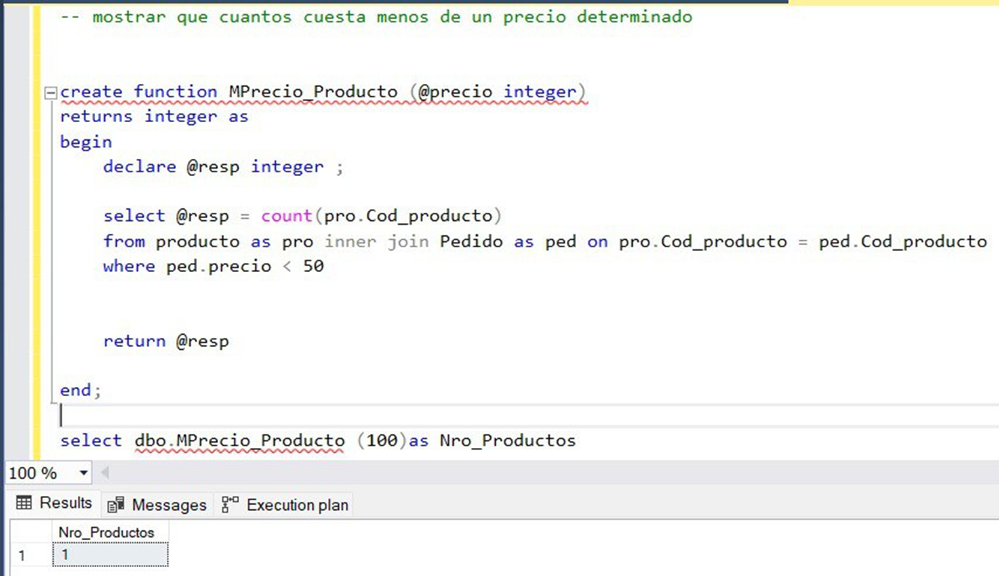 -- mostrar que cuantos cuesta menos de un precio determinado
create function MPrecio_Producto (@precio integer)
returns integer as
begin
declare @resp integer ;
select @resp = count(pro.Cod_producto)
from producto as pro inner join Pedido as ped on pro.Cod_producto = ped.Cod_producto
where ped.precio < 50
return @resp
end;
select dbo.MPrecio_Producto (100)as Nro_Productos
100 %
Results Messages Execution plan
Nro_Productos
1 1